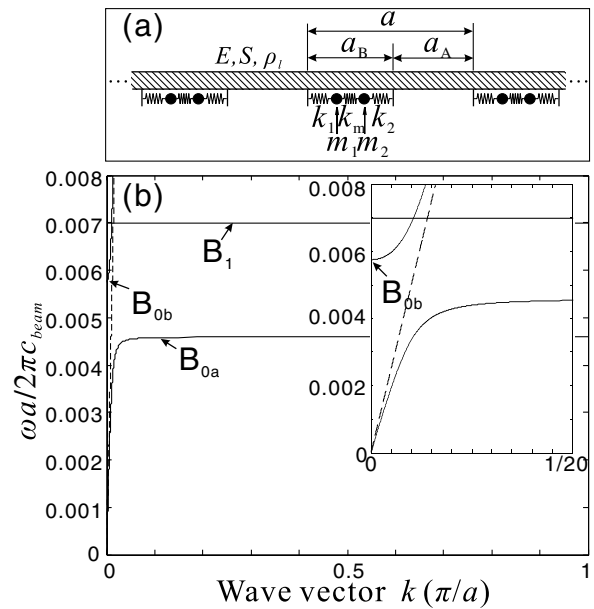 (a)
a
a_B a_A
E, S, ρ_l
... ...
k_1 k_m k_2
m_1 m_2
(b)
0.008
0.007
0.006
0.005
0.004
0.003
0.002
0.001
0
ωa/2πc_beam
B_1
B_0b
B_0a
0.008
0.006
0.004
0.002
0
B_0b
0 1/20
0 0.5 1
Wave vector k (π/a)